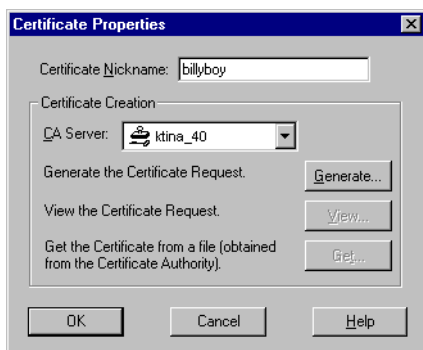 Certificate Properties
Certificate Nickname: billyboy
Certificate Creation
CA Server: ktina_40
Generate the Certificate Request. Generate...
View the Certificate Request. View...
Get the Certificate from a file (obtained
from the Certificate Authority). Get...
OK Cancel Help